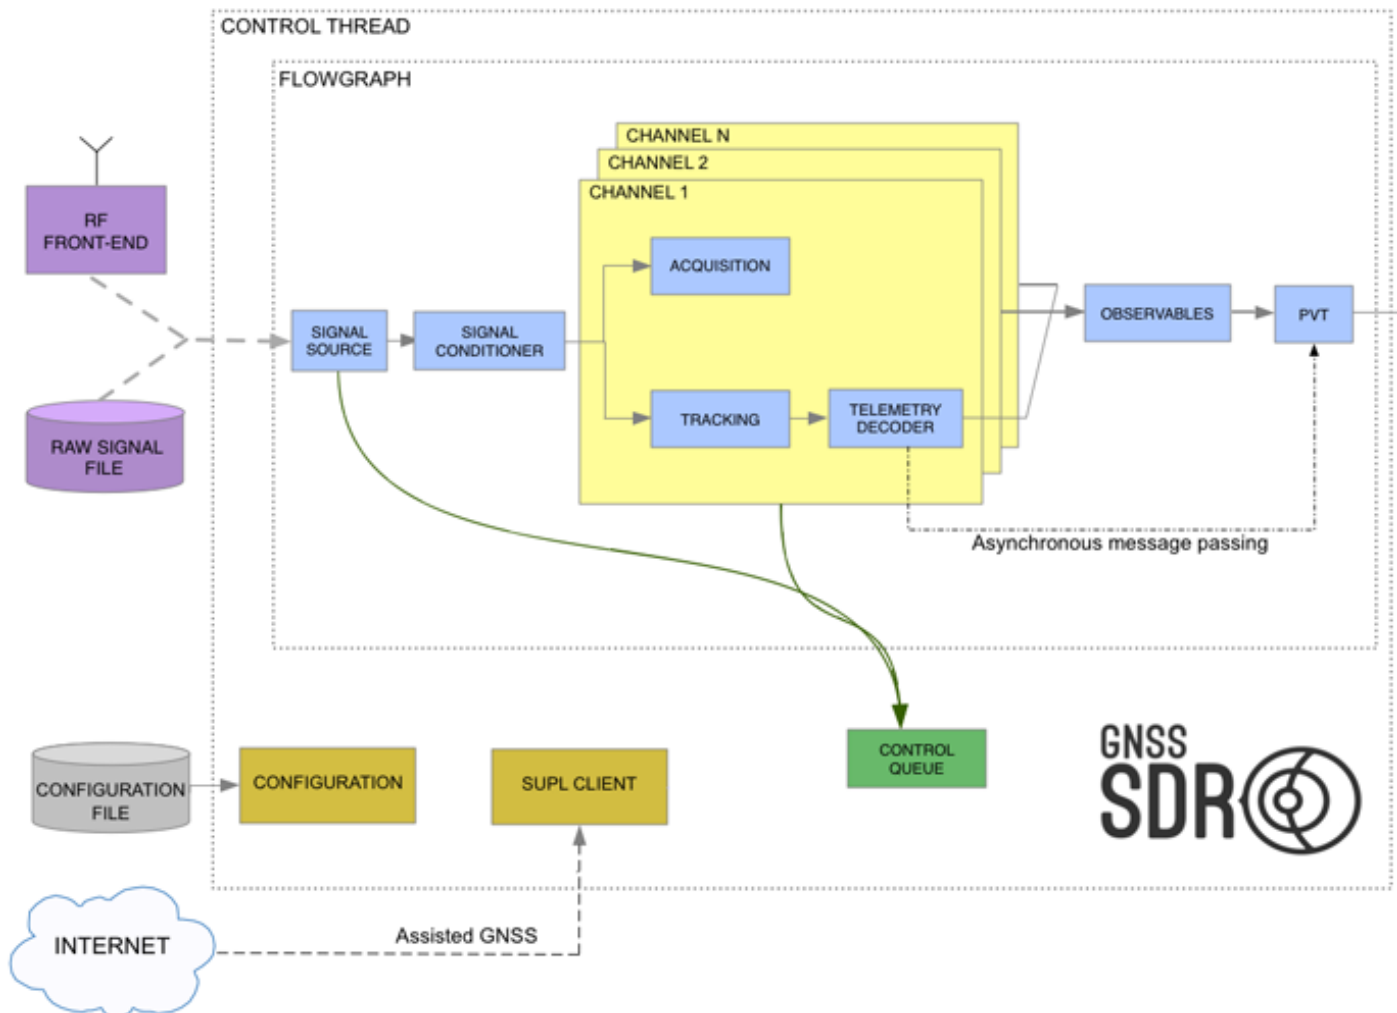 CONTROL THREAD
FLOWGRAPH
CHANNEL N
CHANNEL 2
CHANNEL 1
RF
FRONT-END
ACQUISITION
SIGNAL
SOURCE
SIGNAL
CONDITIONER
OBSERVABLES
PVT
TRACKING
TELEMETRY
DECODER
RAW SIGNAL
FILE
Asynchronous message passing
CONFIGURATION
FILE
CONFIGURATION
SUPL CLIENT
CONTROL
QUEUE
GNSS
SDR
INTERNET
Assisted GNSS